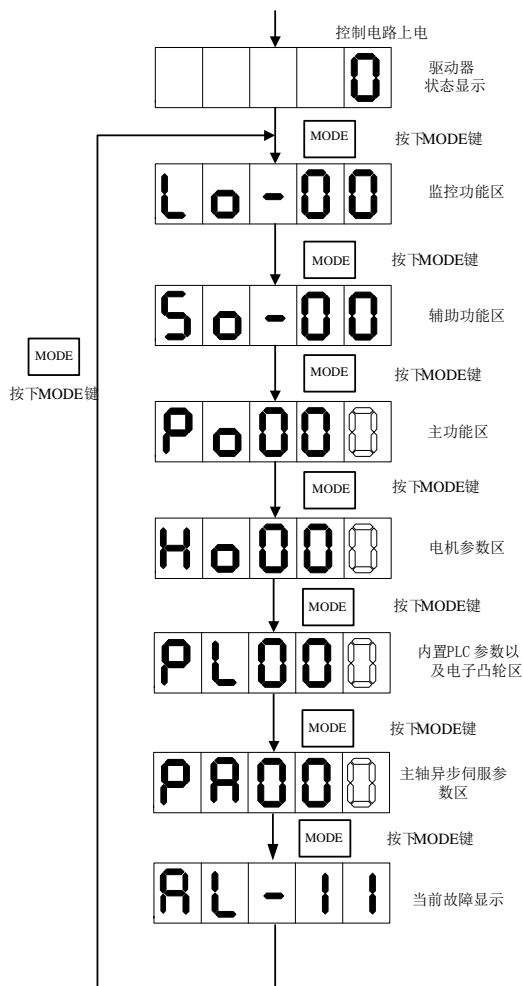 控制电路上电
0
驱动器
状态显示
MODE
按下MODE键
Lo-00
监控功能区
MODE
按下MODE键
So-00
辅助功能区
MODE
按下MODE键
MODE
按下MODE键
Po000
主功能区
MODE
按下MODE键
Ho000
电机参数区
MODE
按下MODE键
PL000
内置PLC 参数以
及电子凸轮区
MODE
按下MODE键
PA000
主轴异步伺服参
数区
MODE
按下MODE键
AL-11
当前故障显示